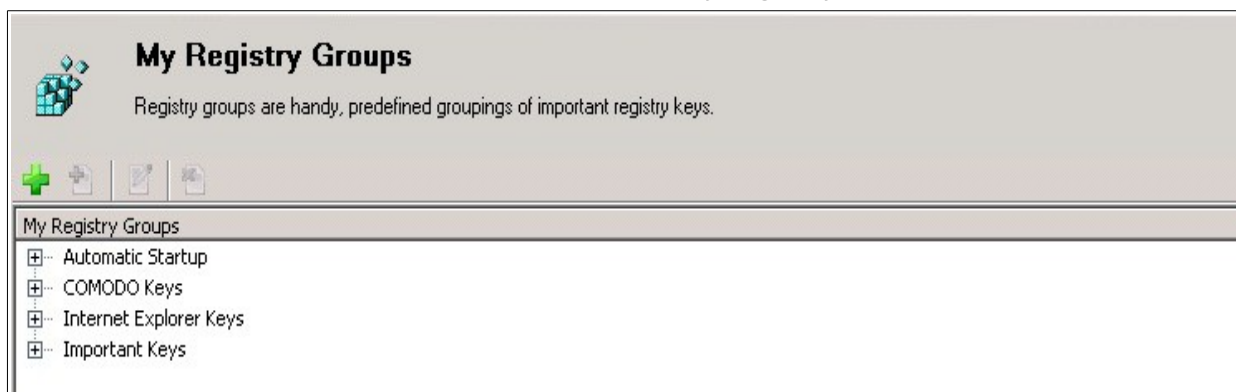 My Registry Groups
Registry groups are handy, predefined groupings of important registry keys.
My Registry Groups
Automatic Startup
COMODO Keys
Internet Explorer Keys
Important Keys